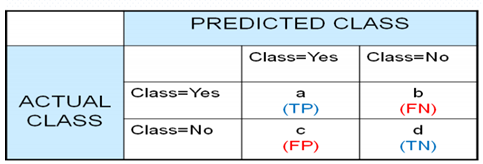 PREDICTED CLASS
Class=Yes Class=No
ACTUAL
CLASS
Class=Yes a b
(TP) (FN)
Class=No c d
(FP) (TN)